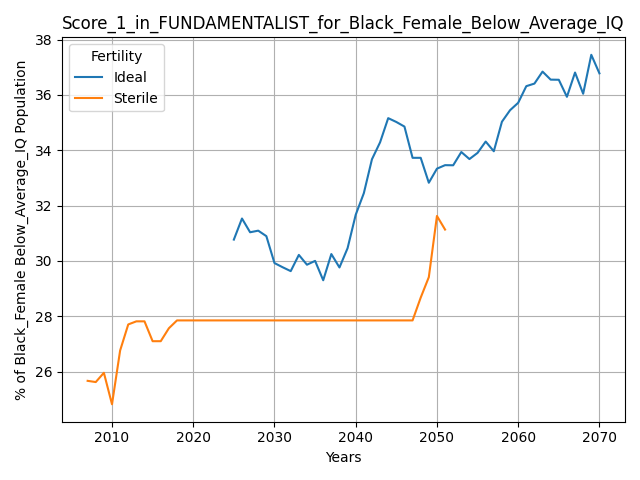 Score_1_in_FUNDAMENTALIST_for_Black_Female_Below_Average_IQ
Fertility
Ideal
Sterile
% of Black_Female Below_Average_IQ Population
38
36
34
32
30
28
26
2010
2020
2030
2040
2050
2060
2070
Years